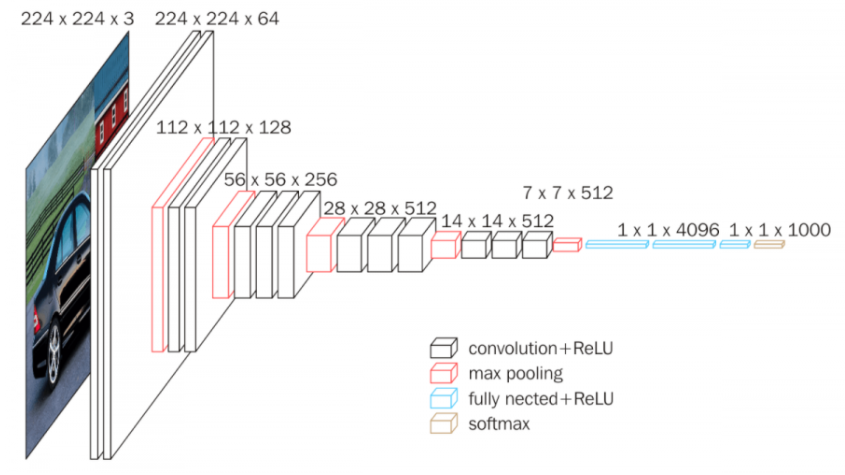 224 x 224 x 3
224 x 224 x 64
112 x 112 x 128
56 x 56 x 256
28 x 28 x 512
14 x 14 x 512
7 x 7 x 512
1 x 1 x 4096
1 x 1 x 1000
convolution+ReLU
max pooling
fully nected+ReLU
softmax